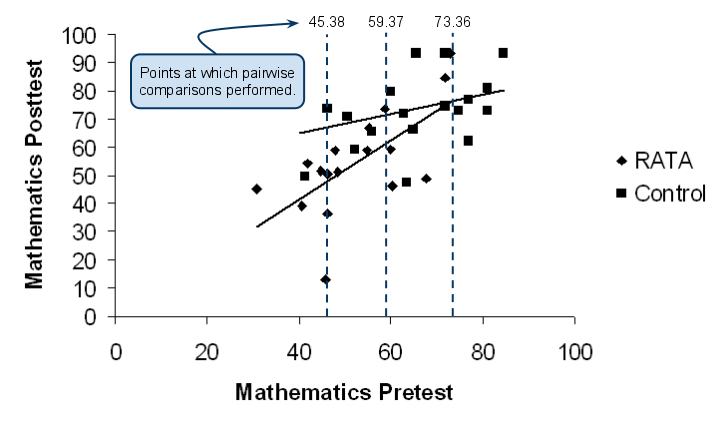 45.38 59.37 73.36
Points at which pairwise
comparisons performed.
100
90
80
70
60
50
40
30
20
10
0
Mathematics Posttest
RATA
Control
0 20 40 60 80 100
Mathematics Pretest